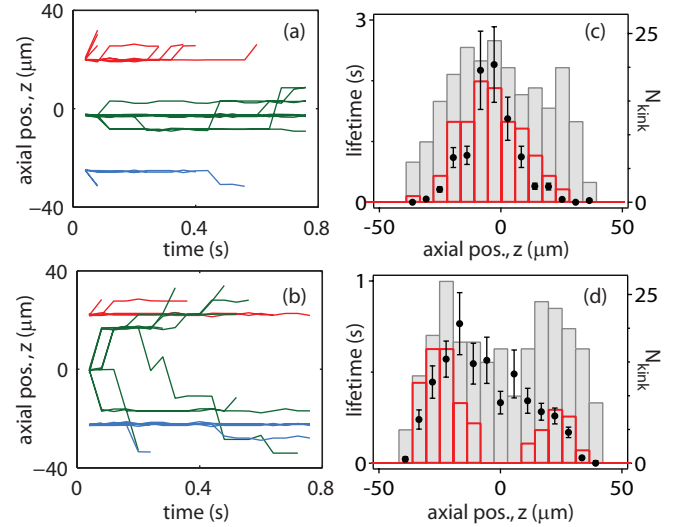 40
(a)
axial pos., z (μm)
0
−40
0
0.4
0.8
time (s)
3
(c)
25
lifetime (s)
N kink
0
0
-50
0
50
axial pos., z (μm)
40
(b)
axial pos., z (μm)
0
−40
0
0.4
0.8
time (s)
1
(d)
25
lifetime (s)
N kink
0
0
-50
0
50
axial pos., z (μm)